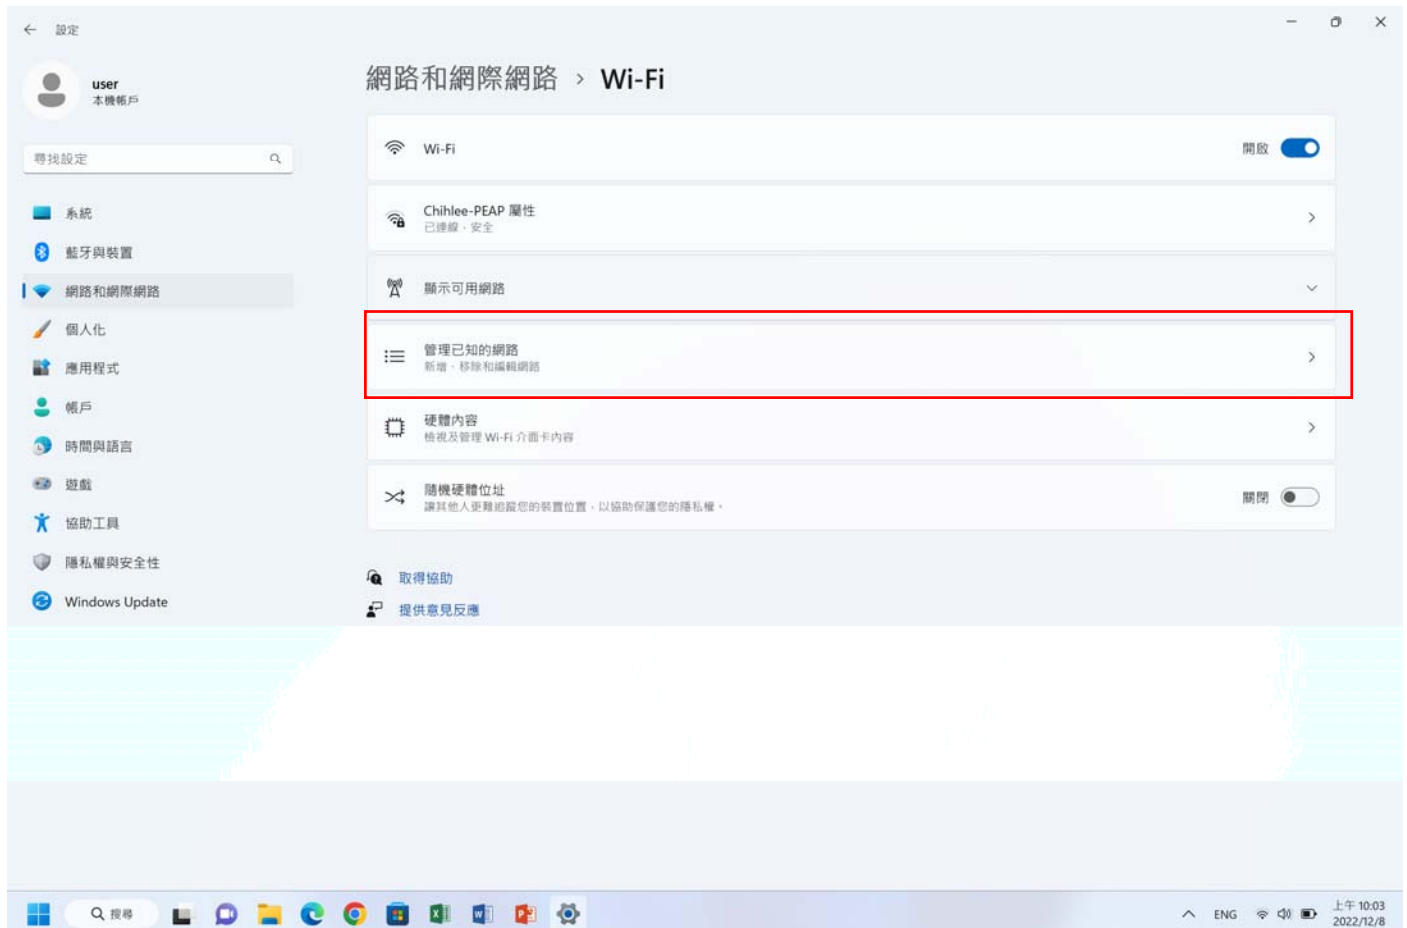 設定
user
本機帳戶
尋找設定
系統
藍牙與裝置
網路和網際網路
個人化
應用程式
帳戶
時間與語言
遊戲
協助工具
隱私權與安全性
Windows Update
網路和網際網路 › Wi-Fi
Wi-Fi
開啟
Chihlee-PEAP 屬性
已連線、安全
顯示可用網路
管理已知的網路
新增、移除和編輯網路
硬體內容
檢視及管理 Wi-Fi 介面卡內容
隨機硬體位址
讓其他人更難追蹤您的裝置位置，以協助保護您的隱私權。
關閉
取得協助
提供意見反應
搜尋
ENG
上午 10:03
2022/12/8